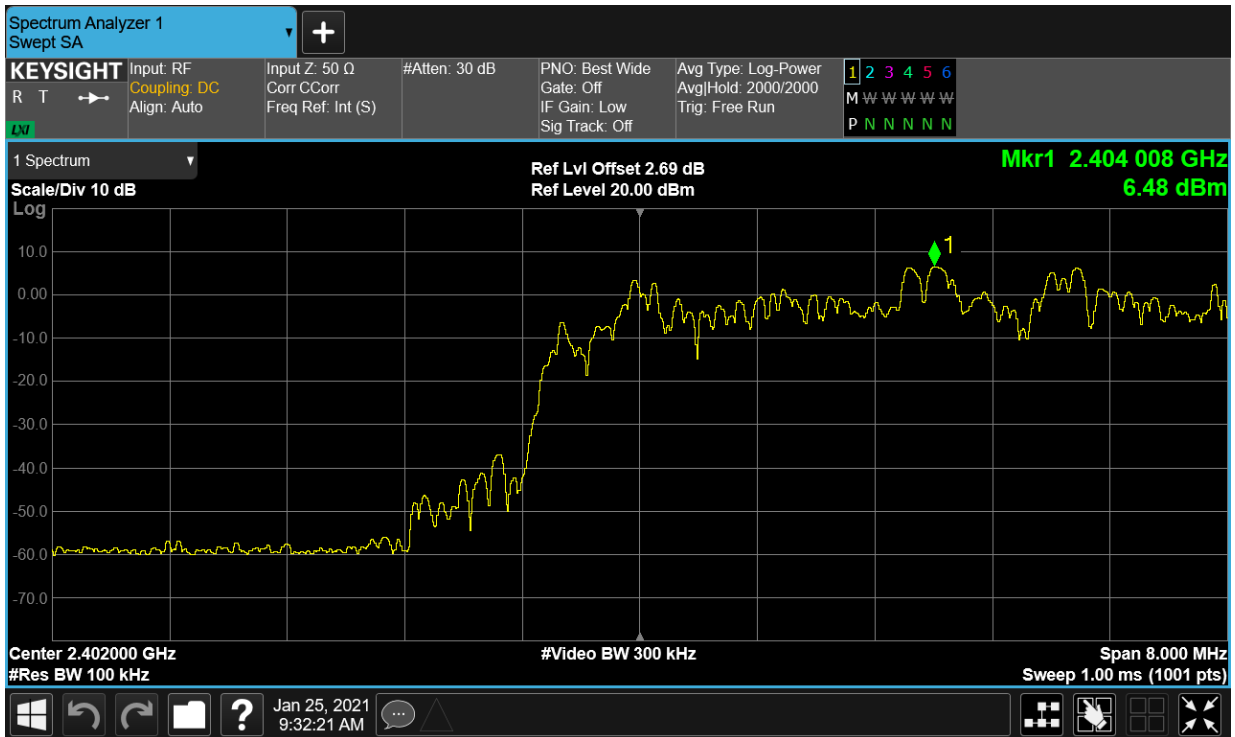 Spectrum Analyzer 1
Swept SA
▼
+
KEYSIGHT
R T
LXI
Input: RF
Coupling: DC
Align: Auto
Input Z: 50 Ω
Corr CCorr
Freq Ref: Int (S)
#Atten: 30 dB
PNO: Best Wide
Gate: Off
IF Gain: Low
Sig Track: Off
Avg Type: Log-Power
Avg|Hold: 2000/2000
Trig: Free Run
1 2 3 4 5 6
M W W W W W
P N N N N N
1 Spectrum ▼
Scale/Div 10 dB
Log
Ref Lvl Offset 2.69 dB
Ref Level 20.00 dBm
Mkr1 2.404 008 GHz
6.48 dBm
1
10.0
0.00
-10.0
-20.0
-30.0
-40.0
-50.0
-60.0
-70.0
Center 2.402000 GHz
#Res BW 100 kHz
#Video BW 300 kHz
Span 8.000 MHz
Sweep 1.00 ms (1001 pts)
?
Jan 25, 2021
9:32:21 AM
...